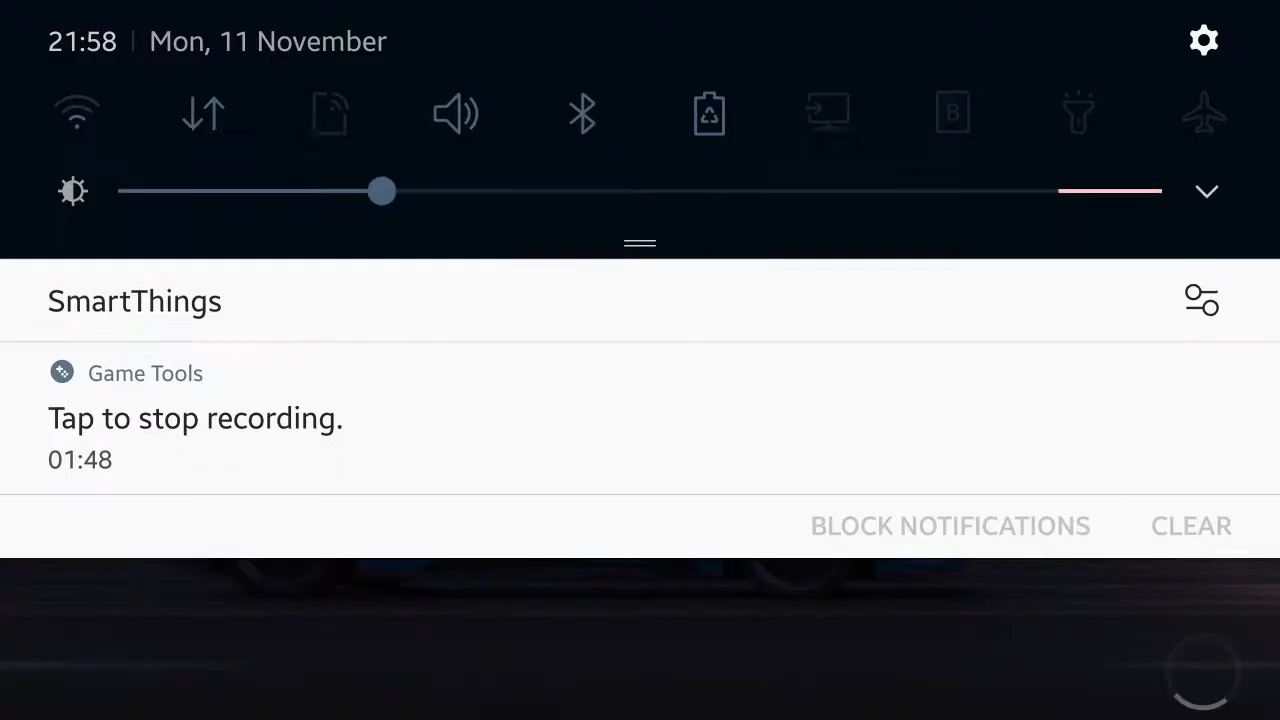 21:58 Mon, 11 November
B
SmartThings
Game Tools
Tap to stop recording.
01:48
BLOCK NOTIFICATIONS CLEAR